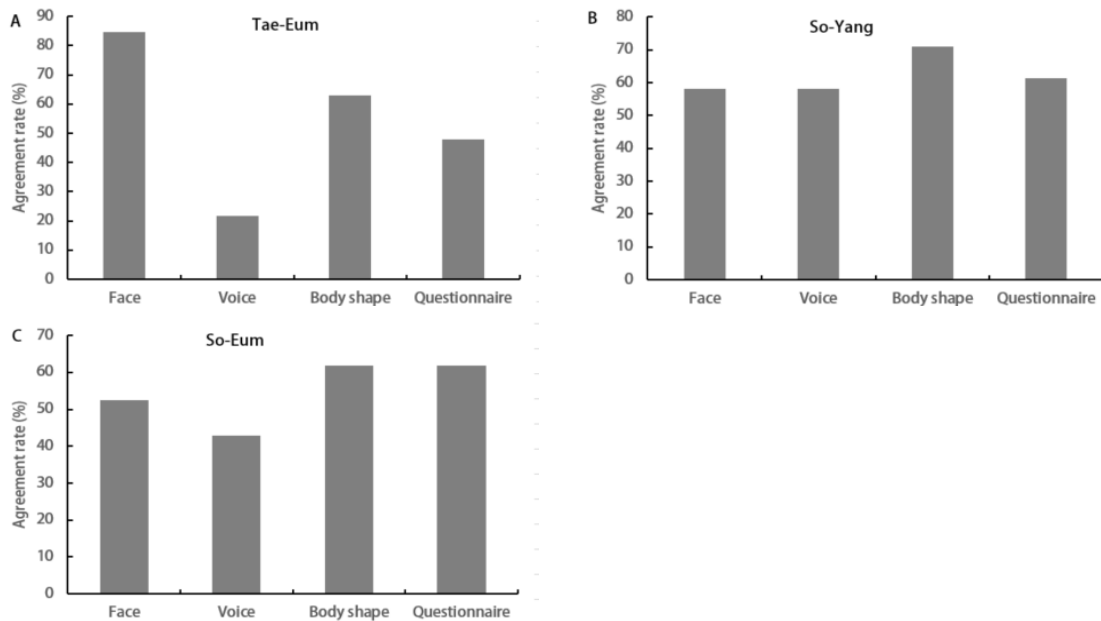 A
Tae-Eum
Agreement rate (%)
90
80
70
60
50
40
30
20
10
0
Face Voice Body shape Questionnaire
B
So-Yang
Agreement rate (%)
80
70
60
50
40
30
20
10
0
Face Voice Body shape Questionnaire
C
So-Eum
Agreement rate (%)
70
60
50
40
30
20
10
0
Face Voice Body shape Questionnaire